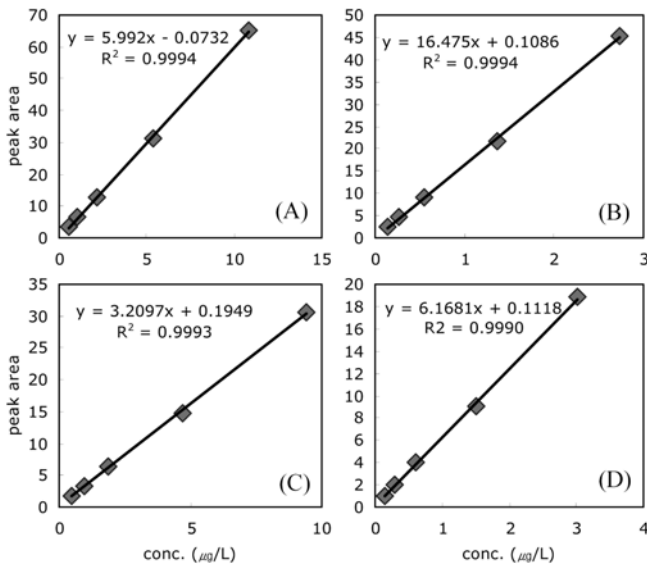 70
60
50
40
30
20
10
0
peak area
y = 5.992x - 0.0732
R² = 0.9994
(A)
0 5 10 15
50
45
40
35
30
25
20
15
10
5
0
y = 16.475x + 0.1086
R² = 0.9994
(B)
0 1 2 3
35
30
25
20
15
10
5
0
peak area
y = 3.2097x + 0.1949
R² = 0.9993
(C)
0 5 10
conc. (㎍/L)
20
18
16
14
12
10
8
6
4
2
0
y = 6.1681x + 0.1118
R2 = 0.9990
(D)
0 1 2 3 4
conc. (㎍/L)